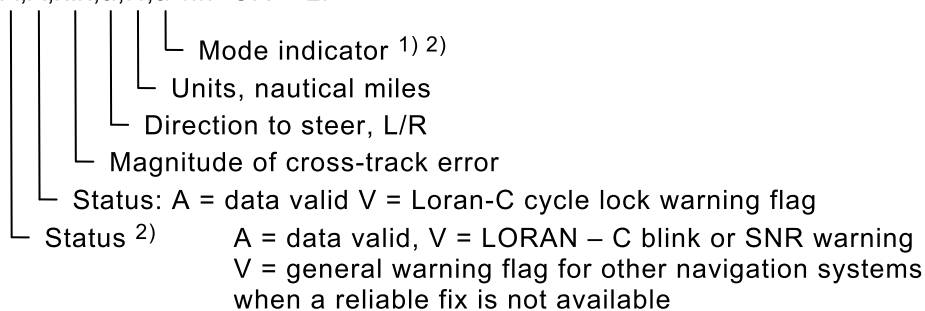 Mode indicator 1) 2)
Units, nautical miles
Direction to steer, L/R
Magnitude of cross-track error
Status: A = data valid V = Loran-C cycle lock warning flag
Status 2) A = data valid, V = LORAN – C blink or SNR warning
V = general warning flag for other navigation systems
when a reliable fix is not available